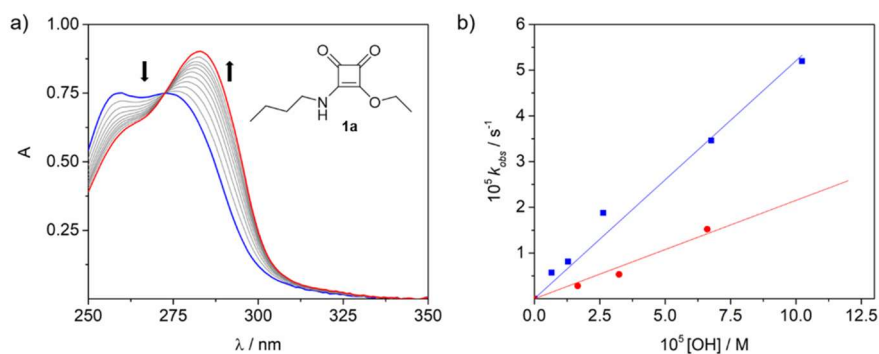 a)
1.00
0.75
0.50
0.25
A
O O
N
H
O
1a
250 275 300 325 350
λ / nm
b)
6
5
4
3
2
1
10⁵ k_obs / s⁻¹
0.0 2.5 5.0 7.5 10.0 12.5
10⁵ [OH] / M